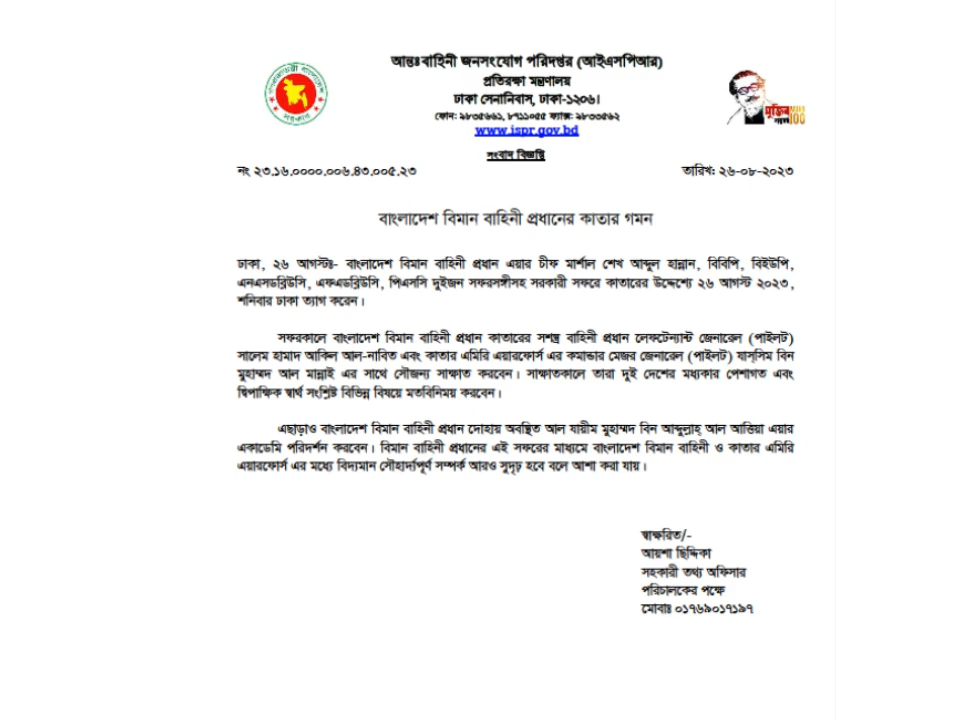 আন্তঃবাহিনী জনসংযোগ পরিদপ্তর (আইএসপিআর)
প্রতিরক্ষা মন্ত্রণালয়
ঢাকা সেনানিবাস, ঢাকা-১২০৬।
ফোন: ৯৮৩৫৬৬১, ৮৭১১০৫৫ ফ্যাক্স: ৯৮৩৩৫৬২
www.ispr.gov.bd
সংবাদ বিজ্ঞপ্তি
নং ২৩.১৬.০০০০.০০৬.৪৩.০০৫.২৩ তারিখ: ২৬-০৮-২০২৩
বাংলাদেশ বিমান বাহিনী প্রধানের কাতার গমন
ঢাকা, ২৬ আগস্টঃ- বাংলাদেশ বিমান বাহিনী প্রধান এয়ার চীফ মার্শাল শেখ আব্দুল হান্নান, বিবিপি, বিইউপি,
এনএসডব্লিউসি, এফএডব্লিউসি, পিএসসি দুইজন সফরসঙ্গীসহ সরকারী সফরে কাতারের উদ্দেশ্যে ২৬ আগস্ট ২০২৩,
শনিবার ঢাকা ত্যাগ করেন।
সফরকালে বাংলাদেশ বিমান বাহিনী প্রধান কাতারের সশস্ত্র বাহিনী প্রধান লেফটেন্যান্ট জেনারেল (পাইলট)
সালেম হামাদ আকিল আল-নাবিত এবং কাতার এমিরি এয়ারফোর্স এর কমান্ডার মেজর জেনারেল (পাইলট) যাস্সিম বিন
মুহাম্মদ আল মান্নাই এর সাথে সৌজন্য সাক্ষাত করবেন। সাক্ষাতকালে তারা দুই দেশের মধ্যকার পেশাগত এবং
দ্বিপাক্ষিক স্বার্থ সংশ্লিষ্ট বিভিন্ন বিষয়ে মতবিনিময় করবেন।
এছাড়াও বাংলাদেশ বিমান বাহিনী প্রধান দোহায় অবস্থিত আল যায়ীম মুহাম্মদ বিন আব্দুল্লাহ্ আল আত্তিয়া এয়ার
একাডেমি পরিদর্শন করবেন। বিমান বাহিনী প্রধানের এই সফরের মাধ্যমে বাংলাদেশ বিমান বাহিনী ও কাতার এমিরি
এয়ারফোর্স এর মধ্যে বিদ্যমান সৌহার্দ্যপূর্ণ সম্পর্ক আরও সুদৃঢ় হবে বলে আশা করা যায়।
স্বাক্ষরিত/-
আয়শা ছিদ্দিকা
সহকারী তথ্য অফিসার
পরিচালকের পক্ষে
মোবাঃ ০১৭৬৯০১৭১৯৭